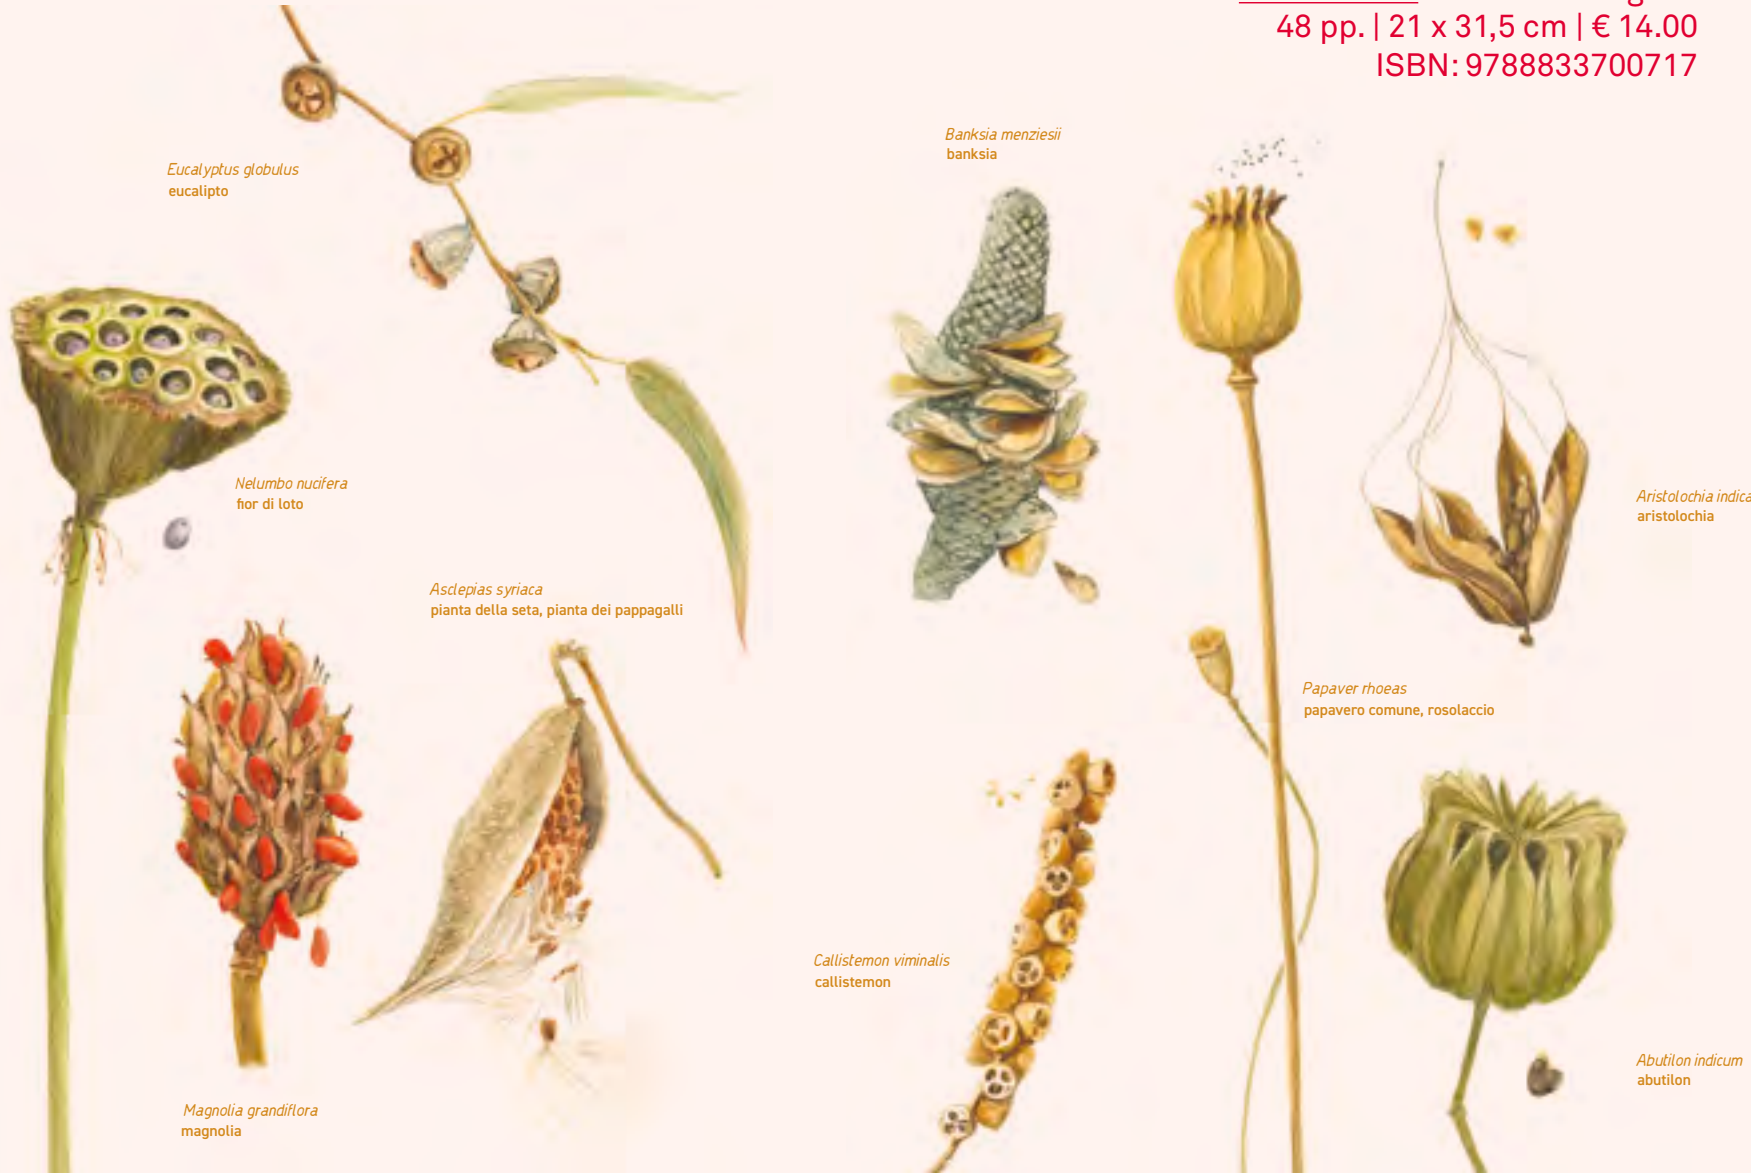 48 pp. | 21 x 31,5 cm | € 14.00
ISBN: 9788833700717
Eucalyptus globulus
eucalipto
Banksia menziesii
banksia
Nelumbo nucifera
fior di loto
Aristolochia indica
aristolochia
Asclepias syriaca
pianta della seta, pianta dei pappagalli
Papaver rhoeas
papavero comune, rosolaccio
Callistemon viminalis
callistemon
Abutilon indicum
abutilon
Magnolia grandiflora
magnolia